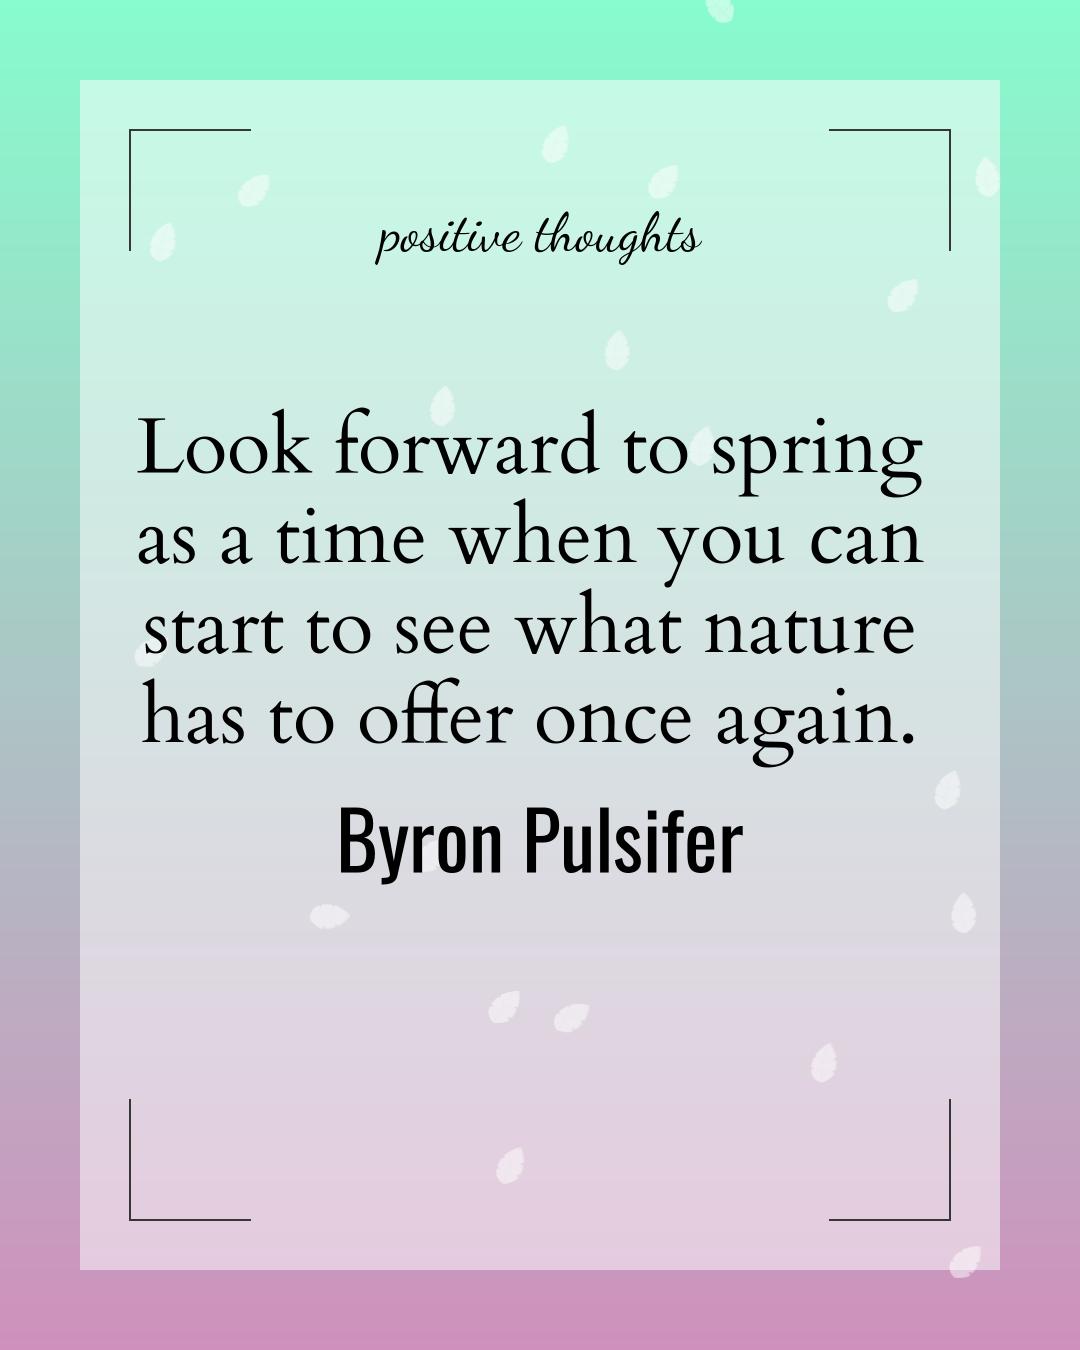 positive thoughts
Look forward to spring
as a time when you can
start to see what nature
has to offer once again.
Byron Pulsifer